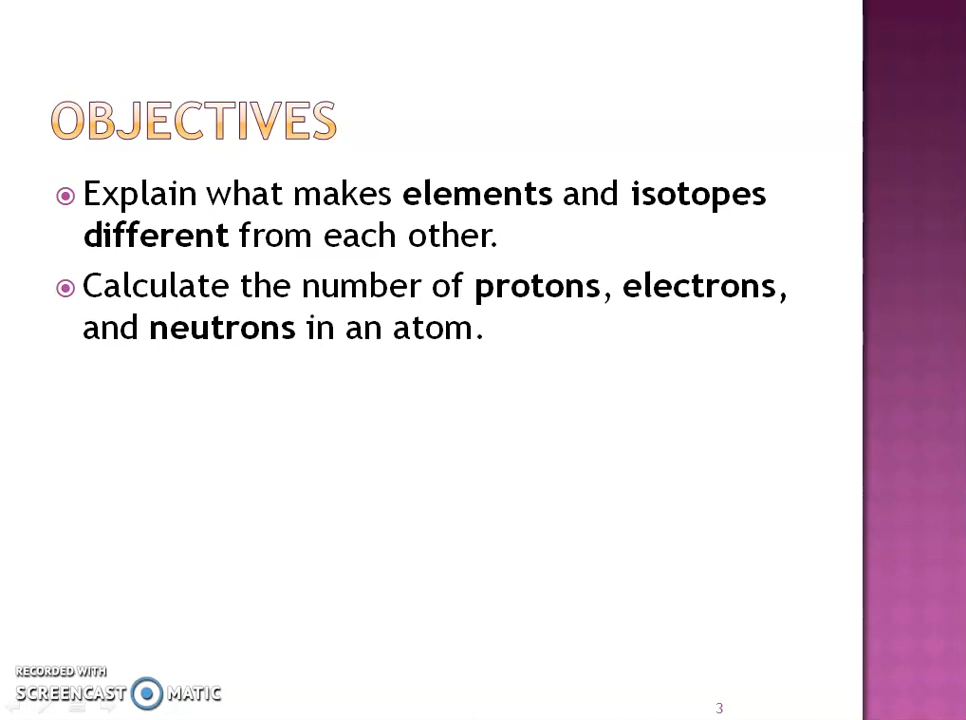 OBJECTIVES
Explain what makes elements and isotopes
different from each other.
Calculate the number of protons, electrons,
and neutrons in an atom.
RECORDED WITH
SCREENCAST MATIC
3